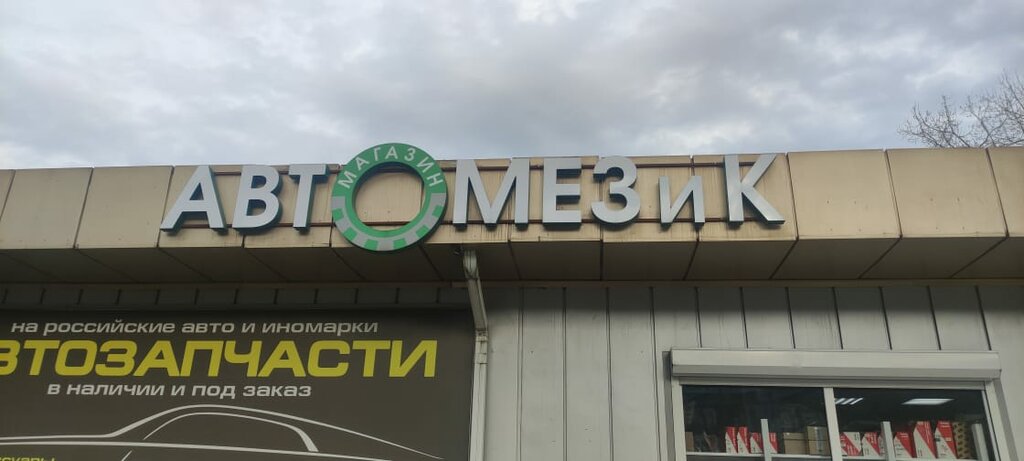 АВТОМЕЗиК
МАГАЗИН
на российские авто и иномарки
ВТОЗАПЧАСТИ
в наличии и под заказ